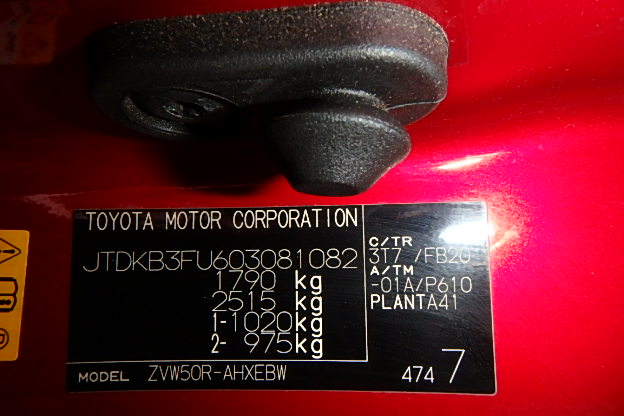 TOYOTA MOTOR CORPORATION
JTDKB3FU603081082
1790 kg
2515 kg
1-1020kg
2- 975kg
C/TR
3T7 /FB20
A/TM
-01A/P610
PLANTA41
MODEL ZVW50R-AHXEBW
474 7